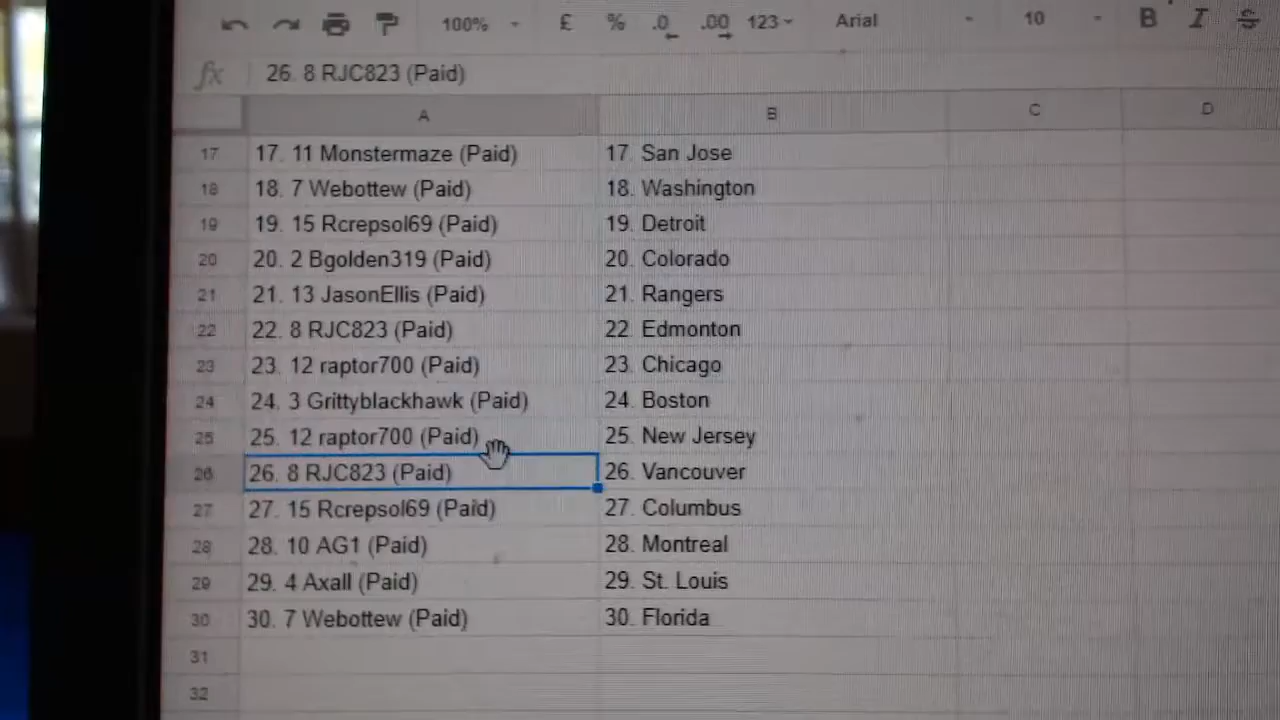 100% £ % .0 .00 123 Arial 10 B I S
fx 26. 8 RJC823 (Paid)
A B C D
17 17. 11 Monstermaze (Paid) 17. San Jose
18 18. 7 Webottew (Paid) 18. Washington
19 19. 15 Rcrepsol69 (Paid) 19. Detroit
20 20. 2 Bgolden319 (Paid) 20. Colorado
21 21. 13 JasonEllis (Paid) 21. Rangers
22 22. 8 RJC823 (Paid) 22. Edmonton
23 23. 12 raptor700 (Paid) 23. Chicago
24 24. 3 Grittyblackhawk (Paid) 24. Boston
25 25. 12 raptor700 (Paid) 25. New Jersey
26 26. 8 RJC823 (Paid) 26. Vancouver
27 27. 15 Rcrepsol69 (Paid) 27. Columbus
28 28. 10 AG1 (Paid) 28. Montreal
29 29. 4 Axall (Paid) 29. St. Louis
30 30. 7 Webottew (Paid) 30. Florida
31
32